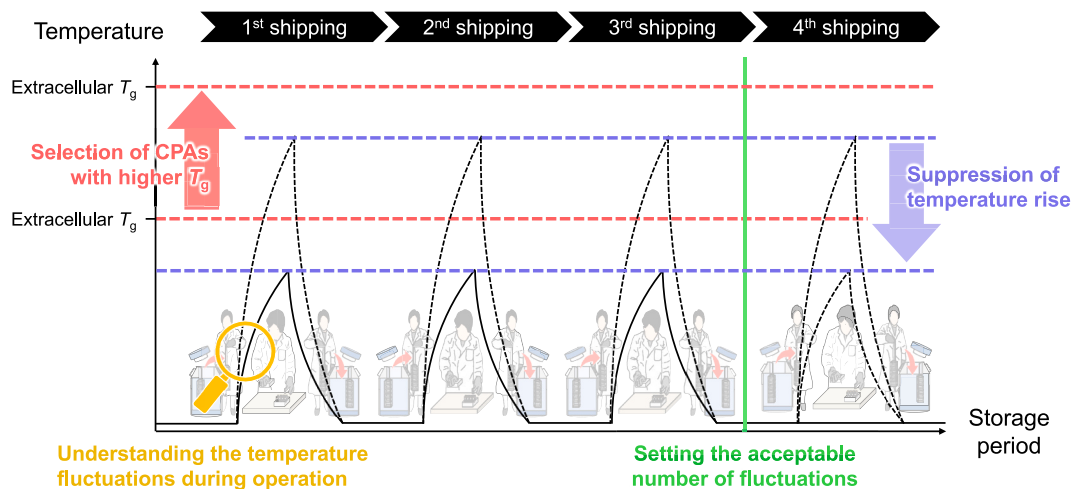 Temperature
1st shipping
2nd shipping
3rd shipping
4th shipping
Extracellular Tg
Selection of CPAs
with higher Tg
Suppression of
temperature rise
Extracellular Tg
Storage
period
Understanding the temperature
fluctuations during operation
Setting the acceptable
number of fluctuations